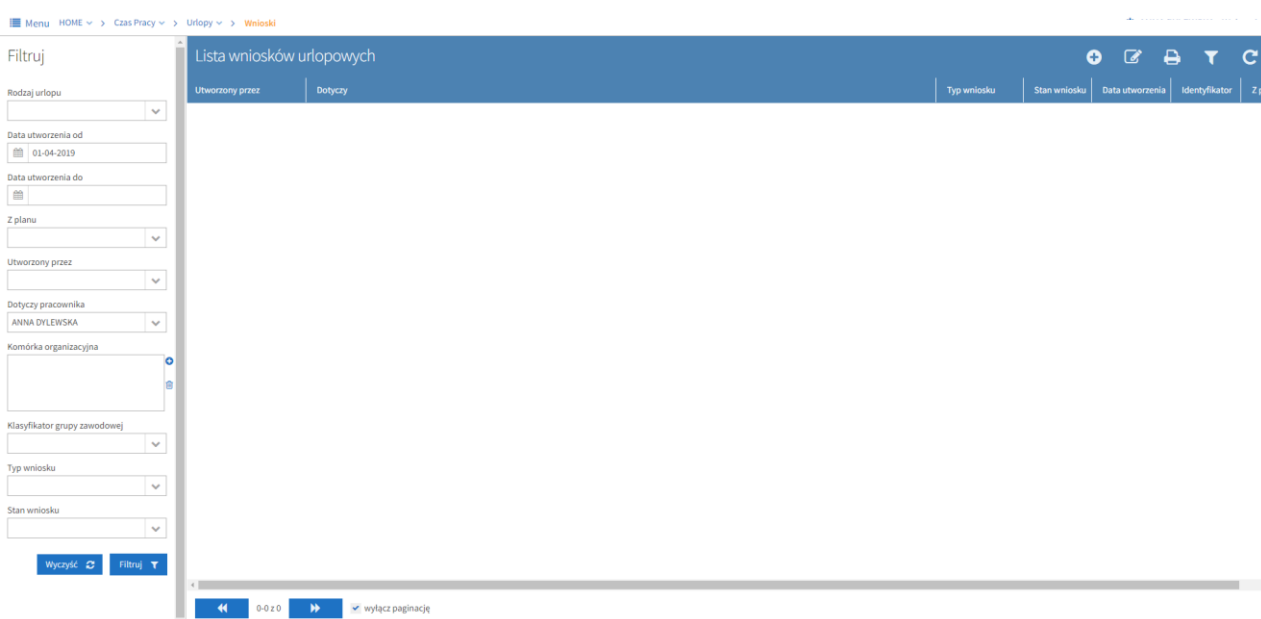 Menu HOME > Czas Pracy > Urlopy > Wnioski
Filtruj
Rodzaj urlopu
Data utworzenia od
01-04-2019
Data utworzenia do
Z planu
Utworzony przez
Dotyczy pracownika
ANNA DYLEWSKA
Komórka organizacyjna
Klasyfikator grupy zawodowej
Typ wniosku
Stan wniosku
Wyczyść Filtruj
Lista wniosków urlopowych
Utworzony przez Dotyczy Typ wniosku Stan wniosku Data utworzenia Identyfikator Z p
0-0 z 0 wyłącz paginację